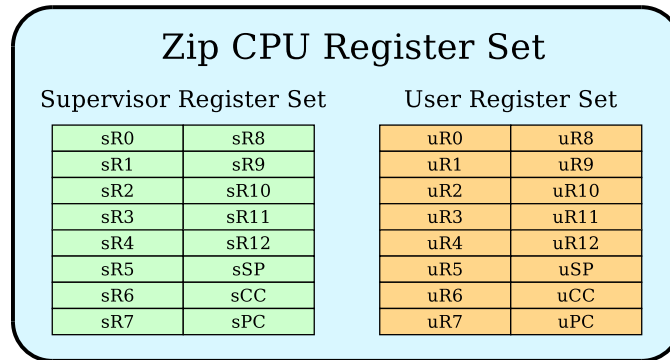 Zip CPU Register Set
Supervisor Register Set
sR0 sR8
sR1 sR9
sR2 sR10
sR3 sR11
sR4 sR12
sR5 sSP
sR6 sCC
sR7 sPC
User Register Set
uR0 uR8
uR1 uR9
uR2 uR10
uR3 uR11
uR4 uR12
uR5 uSP
uR6 uCC
uR7 uPC